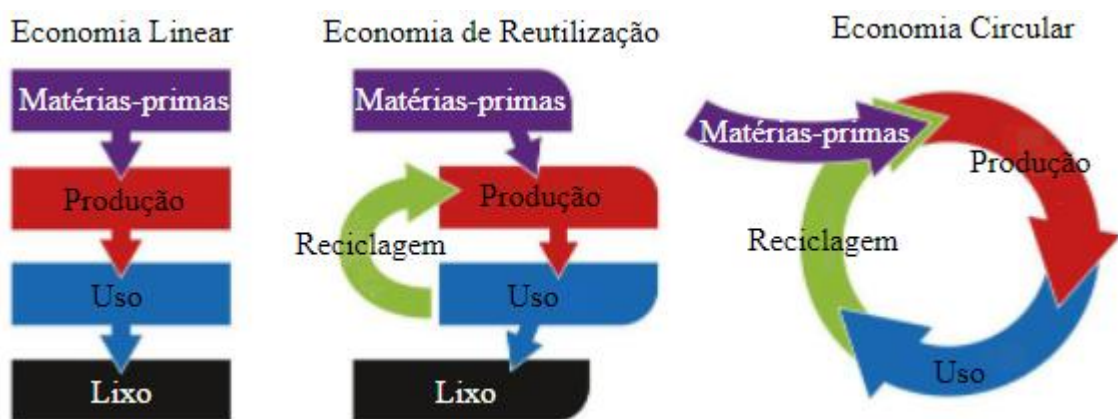 Economia Linear
Matérias-primas
Produção
Uso
Lixo
Economia de Reutilização
Matérias-primas
Produção
Reciclagem
Uso
Lixo
Economia Circular
Matérias-primas
Produção
Reciclagem
Uso